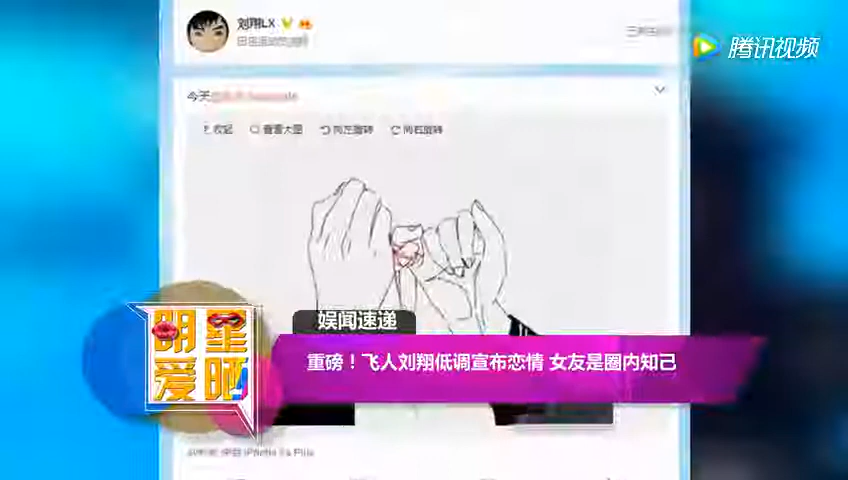 刘翔LX
腾讯视频
今天
收起
查看大图
向左旋转
向右旋转
娱闻速递
重磅！飞人刘翔低调宣布恋情 女友是圈内知己
明星
爱晒